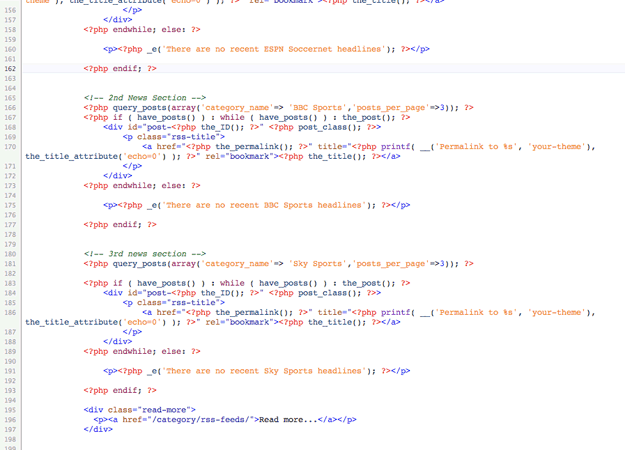 theme'), the_title_attribute('echo=0') ); ?>" rel="bookmark"><?php the_title(); ?></a>
156 </p>
157 </div>
158 <?php endwhile; else: ?>
159
160 <p><?php _e('There are no recent ESPN Soccernet headlines'); ?></p>
161
162 <?php endif; ?>
163
164
165 <!-- 2nd News Section -->
166 <?php query_posts(array('category_name'=> 'BBC Sports','posts_per_page'=>3)); ?>
167 <?php if ( have_posts() ) : while ( have_posts() ) : the_post(); ?>
168 <div id="post-<?php the_ID(); ?>" <?php post_class(); ?>>
169 <p class="rss-title">
170 <a href="<?php the_permalink(); ?>" title="<?php printf( __('Permalink to %s', 'your-theme'),
the_title_attribute('echo=0') ); ?>" rel="bookmark"><?php the_title(); ?></a>
171 </p>
172 </div>
173 <?php endwhile; else: ?>
174
175 <p><?php _e('There are no recent BBC Sports headlines'); ?></p>
176
177 <?php endif; ?>
178
179
180 <!-- 3rd news section -->
181 <?php query_posts(array('category_name'=> 'Sky Sports','posts_per_page'=>3)); ?>
182
183 <?php if ( have_posts() ) : while ( have_posts() ) : the_post(); ?>
184 <div id="post-<?php the_ID(); ?>" <?php post_class(); ?>>
185 <p class="rss-title">
186 <a href="<?php the_permalink(); ?>" title="<?php printf( __('Permalink to %s', 'your-theme'),
the_title_attribute('echo=0') ); ?>" rel="bookmark"><?php the_title(); ?></a>
187 </p>
188 </div>
189 <?php endwhile; else: ?>
190
191 <p><?php _e('There are no recent Sky Sports headlines'); ?></p>
192
193 <?php endif; ?>
194
195 <div class="read-more">
196 <p><a href="/category/rss-feeds/">Read more...</a></p>
197 </div>
198
199